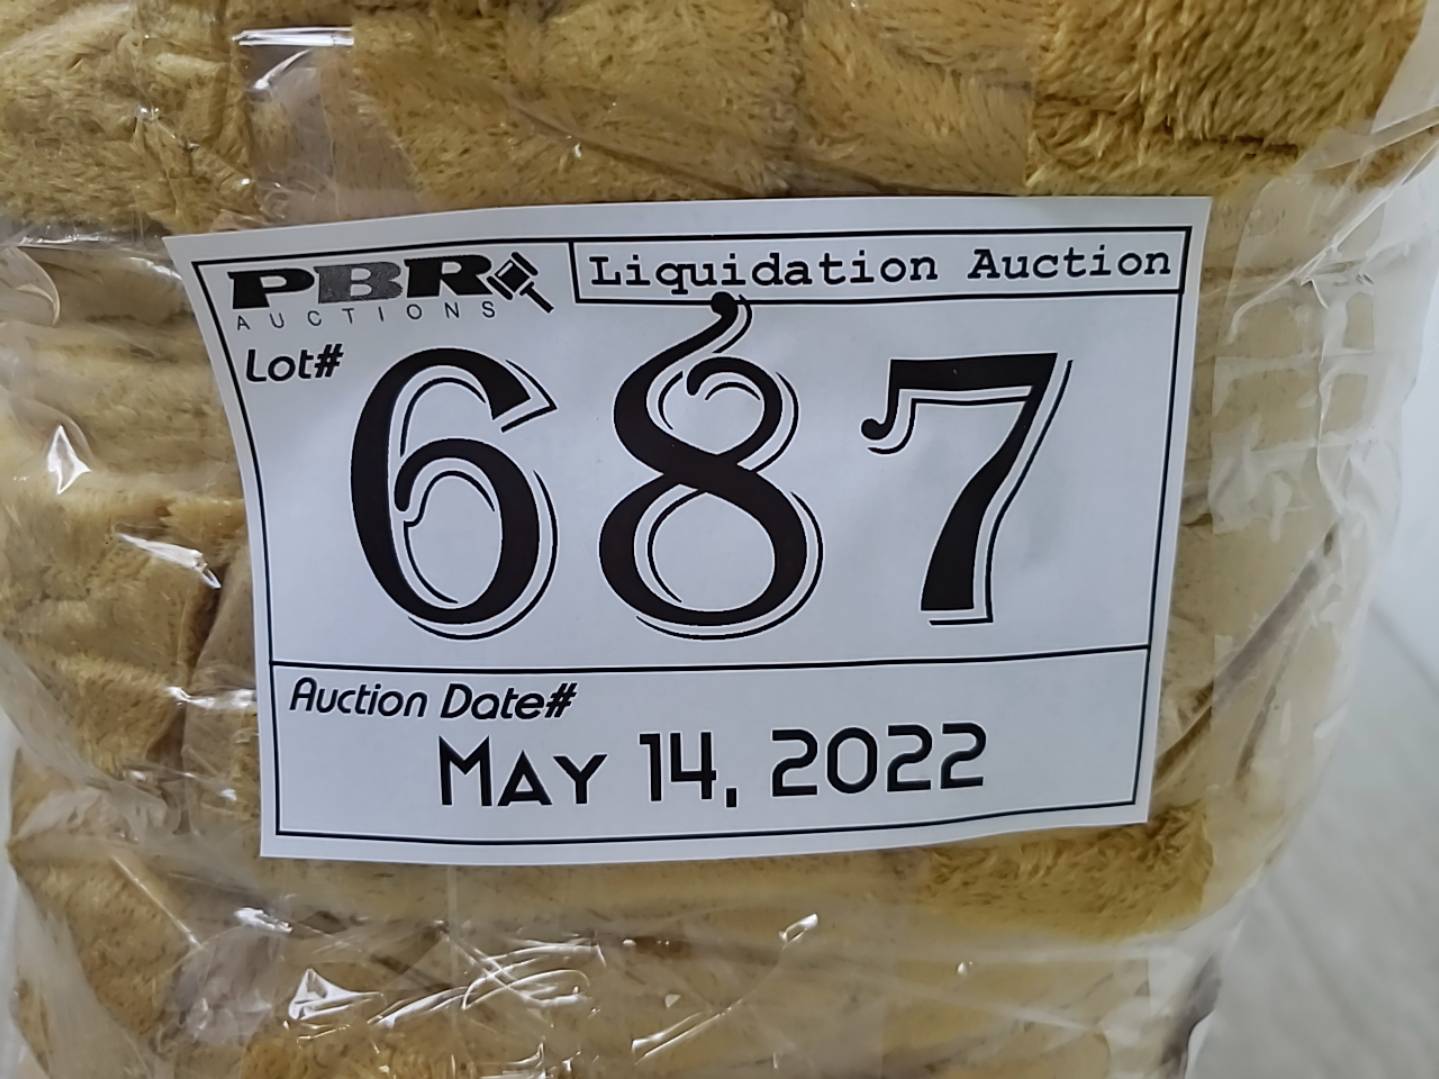 PBR
AUCTIONS
Liquidation Auction
Lot#
687
Auction Date#
May 14, 2022